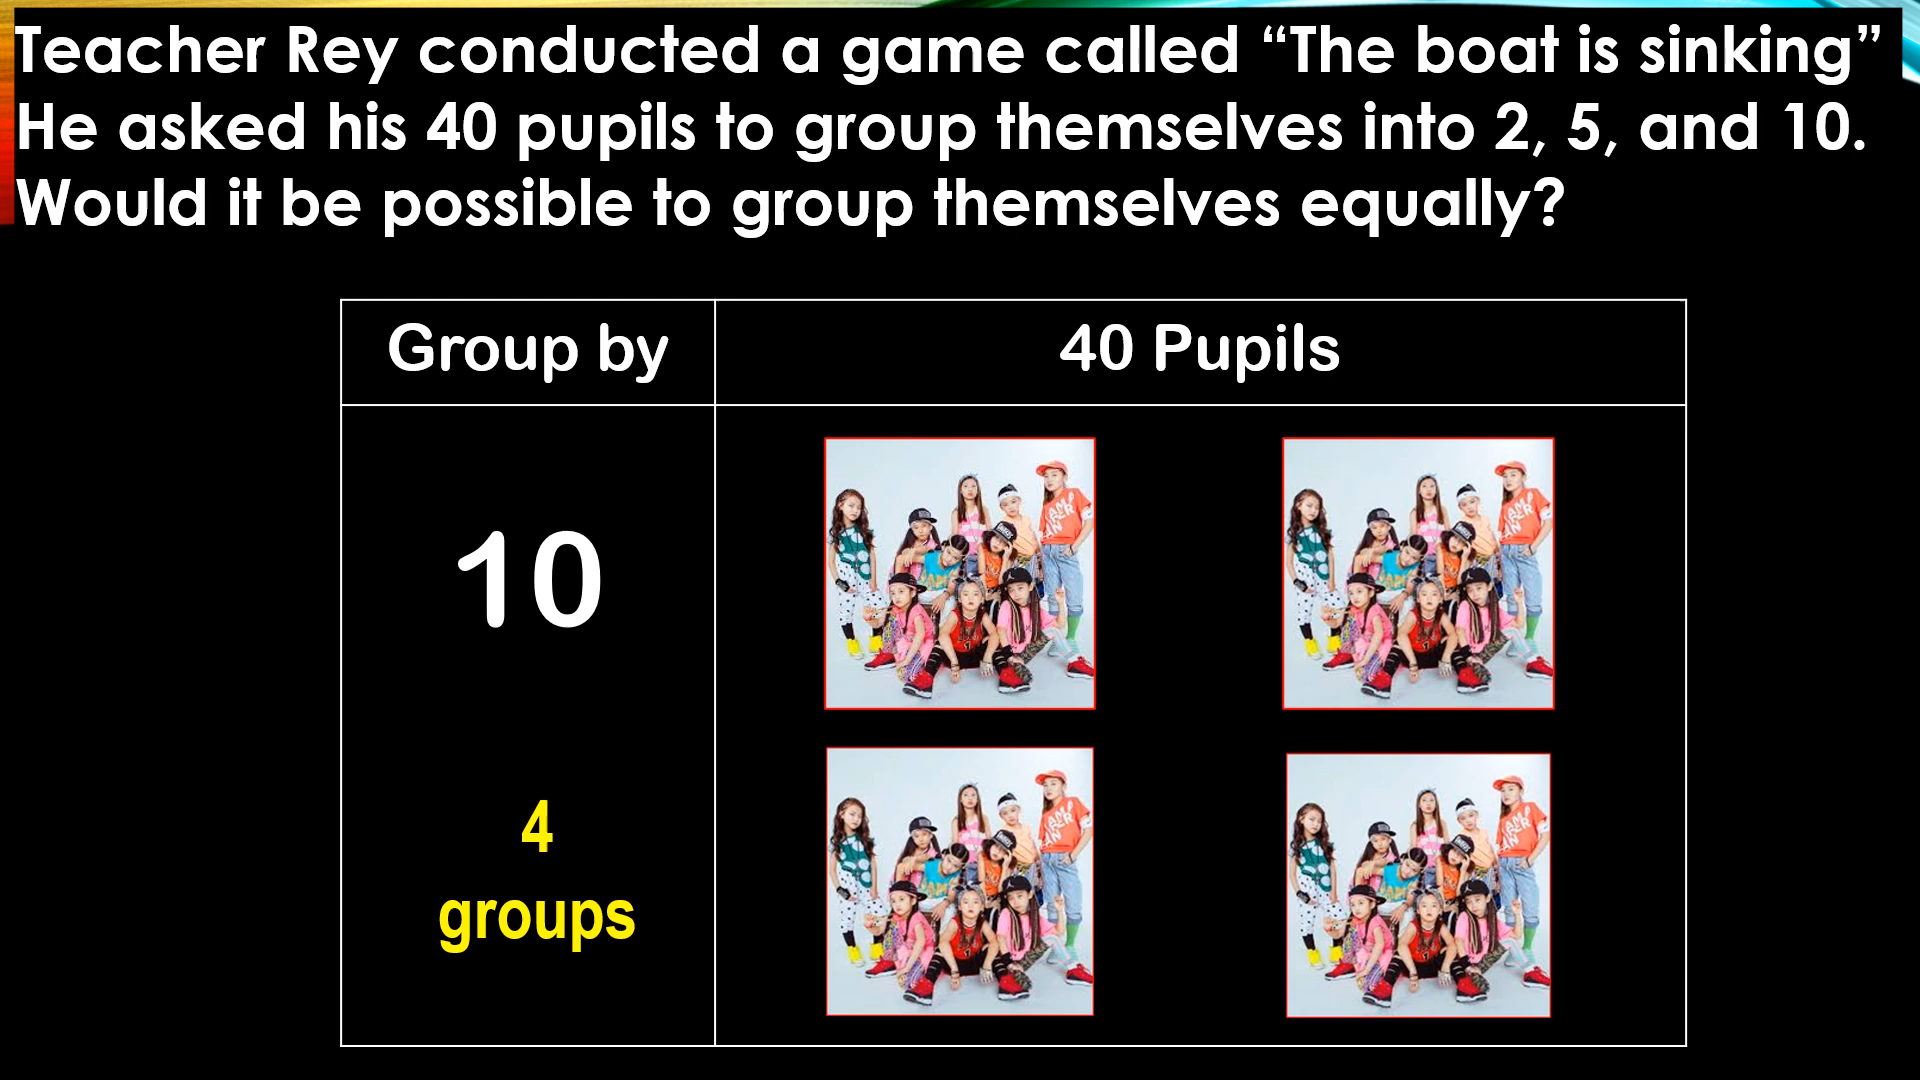 Teacher Rey conducted a game called “The boat is sinking”
He asked his 40 pupils to group themselves into 2, 5, and 10.
Would it be possible to group themselves equally?
Group by
40 Pupils
10
4
groups